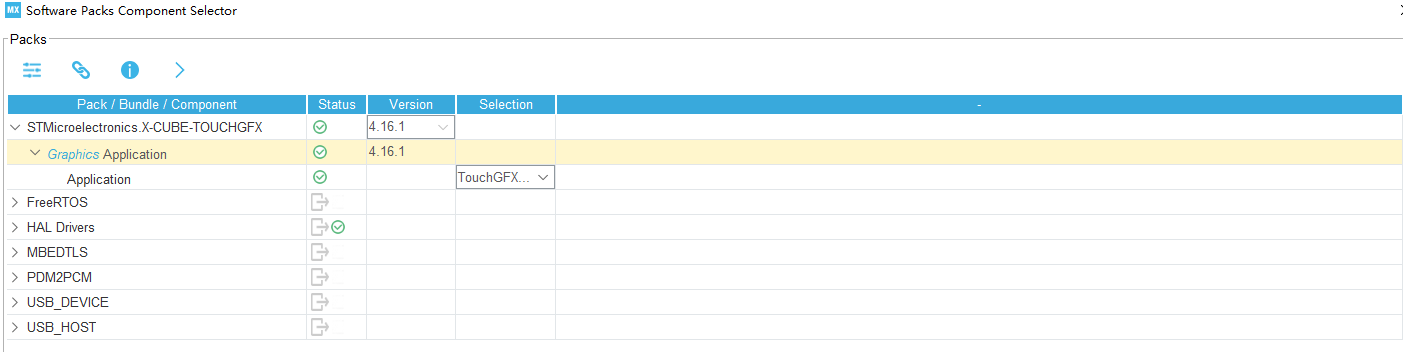 MX Software Packs Component Selector
Packs
Pack / Bundle / Component Status Version Selection -
STMicroelectronics.X-CUBE-TOUCHGFX 4.16.1
Graphics Application 4.16.1
Application TouchGFX...
FreeRTOS
HAL Drivers
MBEDTLS
PDM2PCM
USB_DEVICE
USB_HOST